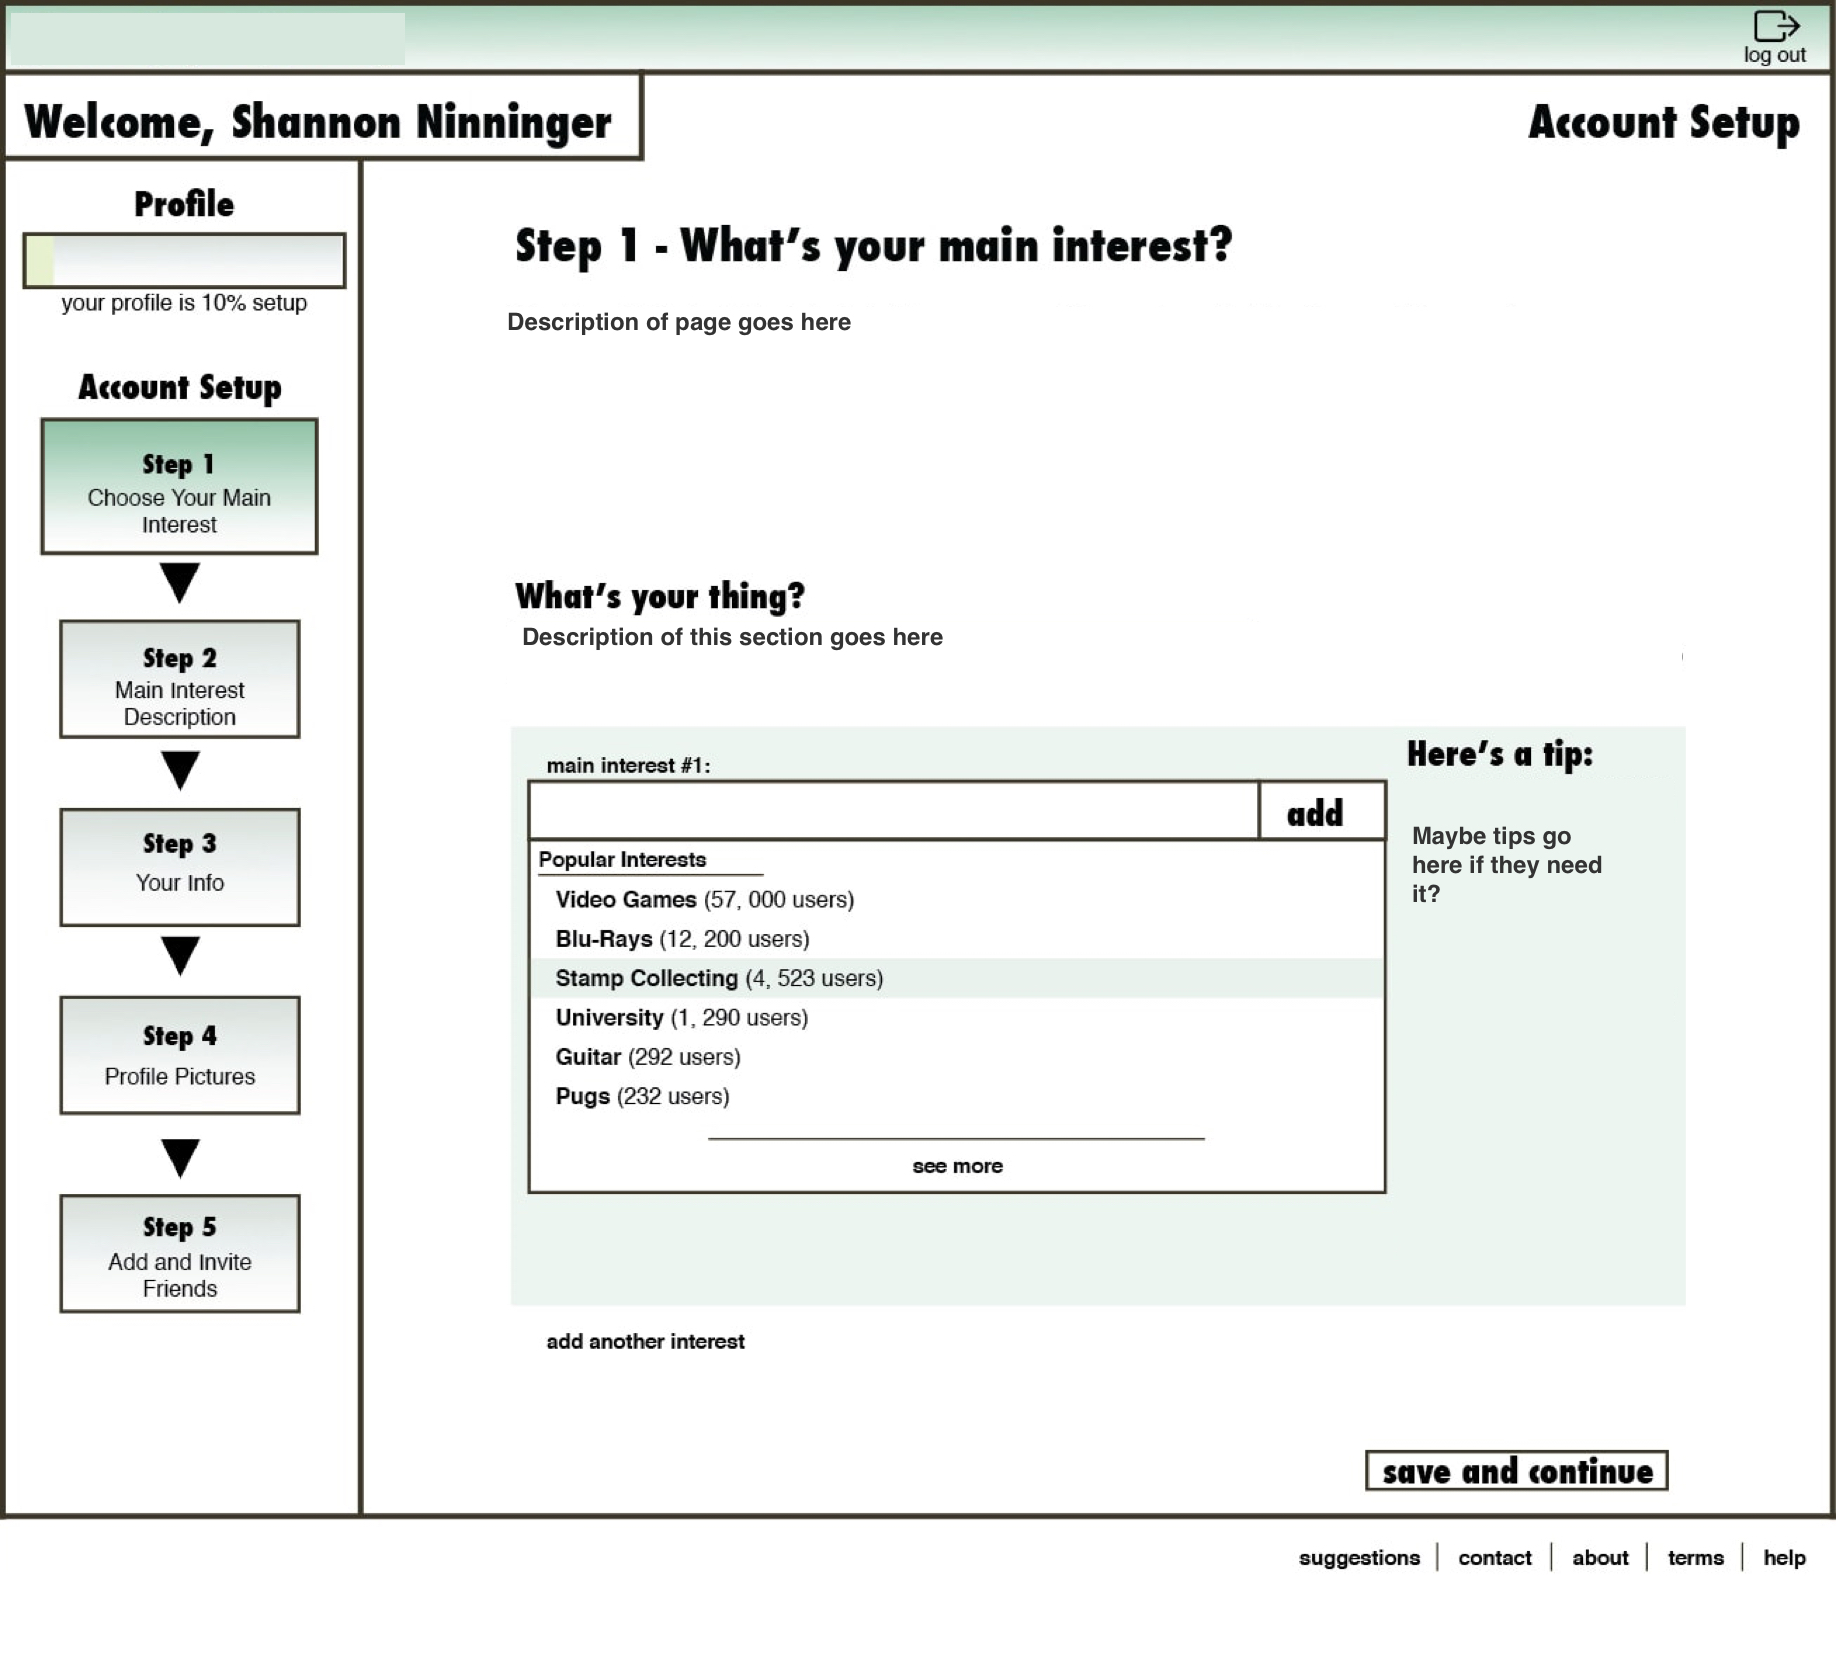 log out
Welcome, Shannon Ninninger
Account Setup
Profile
your profile is 10% setup
Account Setup
Step 1
Choose Your Main
Interest
Step 2
Main Interest
Description
Step 3
Your Info
Step 4
Profile Pictures
Step 5
Add and Invite
Friends
Step 1 - What's your main interest?
Description of page goes here
What's your thing?
Description of this section goes here
main interest #1:
add
Popular Interests
Video Games (57, 000 users)
Blu-Rays (12, 200 users)
Stamp Collecting (4, 523 users)
University (1, 290 users)
Guitar (292 users)
Pugs (232 users)
see more
Here's a tip:
Maybe tips go
here if they need
it?
add another interest
save and continue
suggestions | contact | about | terms | help